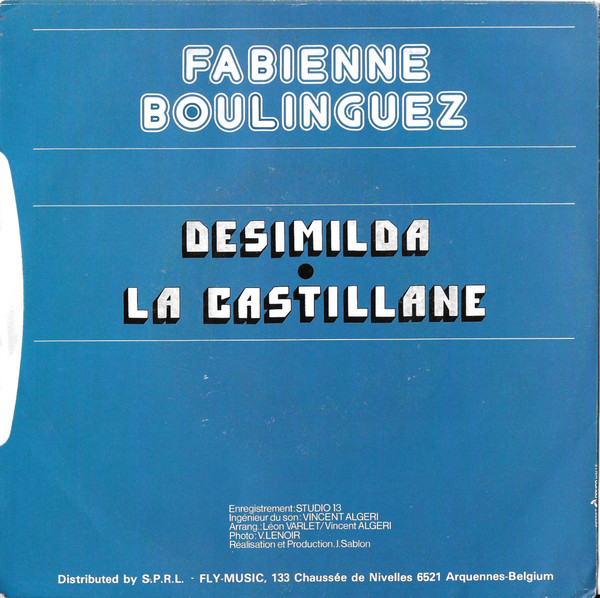 FABIENNE
BOULINGUEZ
DESIMILDA
•
LA CASTILLANE
Enregistrement: STUDIO 13
Ingénieur du son: VINCENT ALGERI
Arrang.: Léon VARLET/Vincent ALGERI
Photo: V.LENOIR
Réalisation et Production.J.Sablon
Distributed by S.P.R.L. - FLY-MUSIC, 133 Chaussée de Nivelles 6521 Arquennes-Belgium